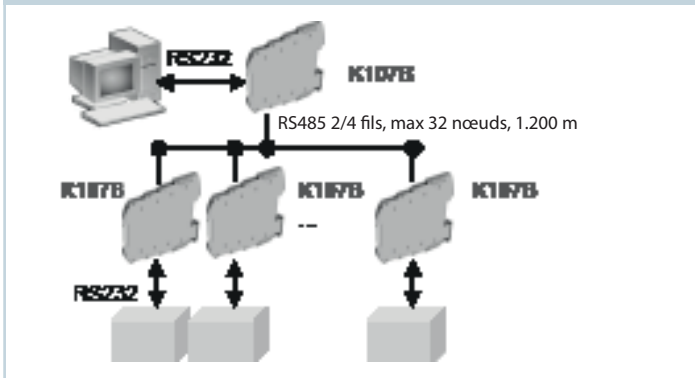 RS232
K107B
RS485 2/4 fils, max 32 nœuds, 1.200 m
K107B
K107B
K107B
...
RS232